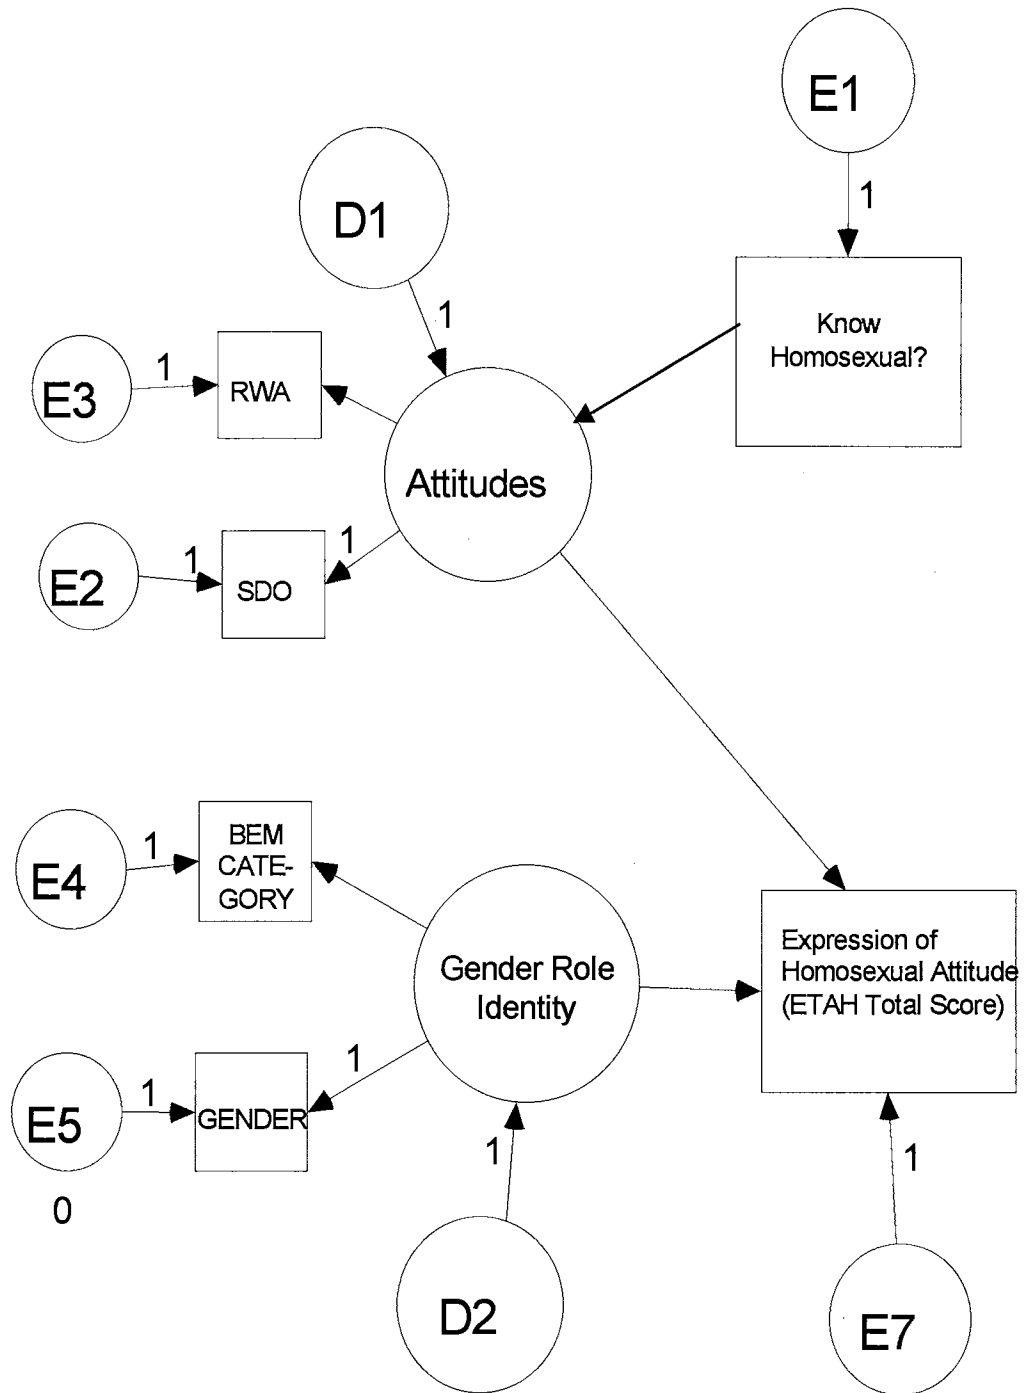 E1
1
D1
1
Know
Homosexual?
E3
1
RWA
Attitudes
E2
1
SDO
1
E4
1
BEM
CATE-
GORY
Gender Role
Identity
Expression of
Homosexual Attitude
(ETAH Total Score)
E5
1
GENDER
1
0
1
D2
1
E7